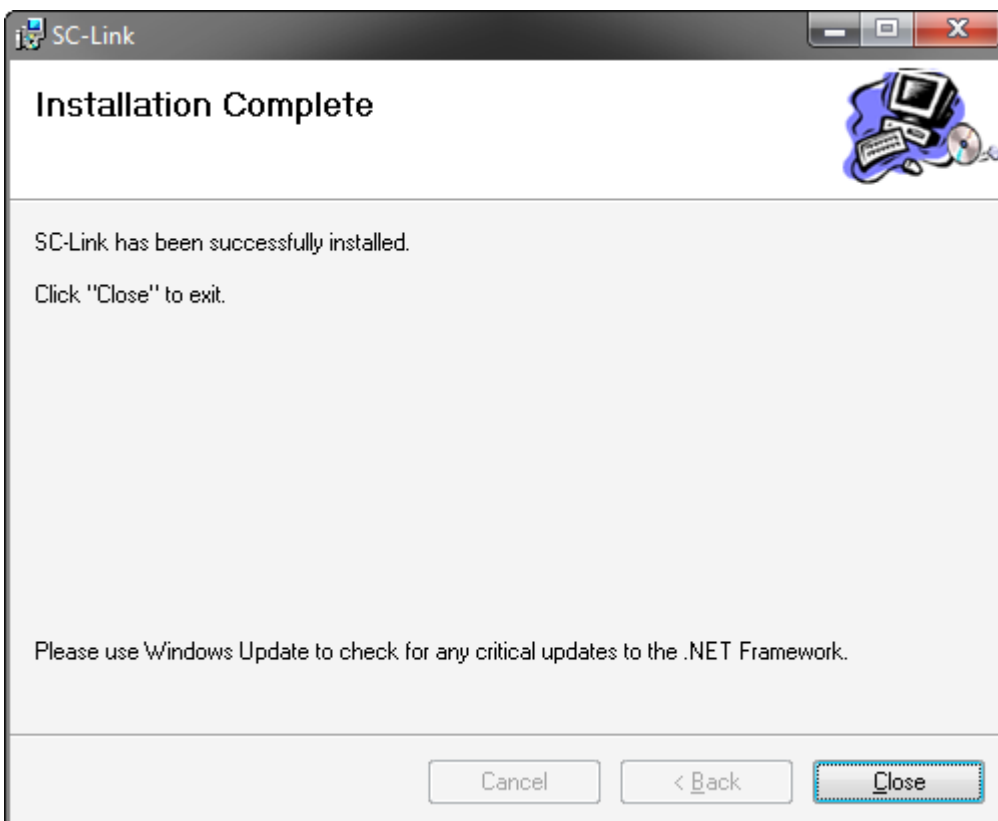 SC-Link
Installation Complete
SC-Link has been successfully installed.
Click "Close" to exit.
Please use Windows Update to check for any critical updates to the .NET Framework.
Cancel
< Back
Close